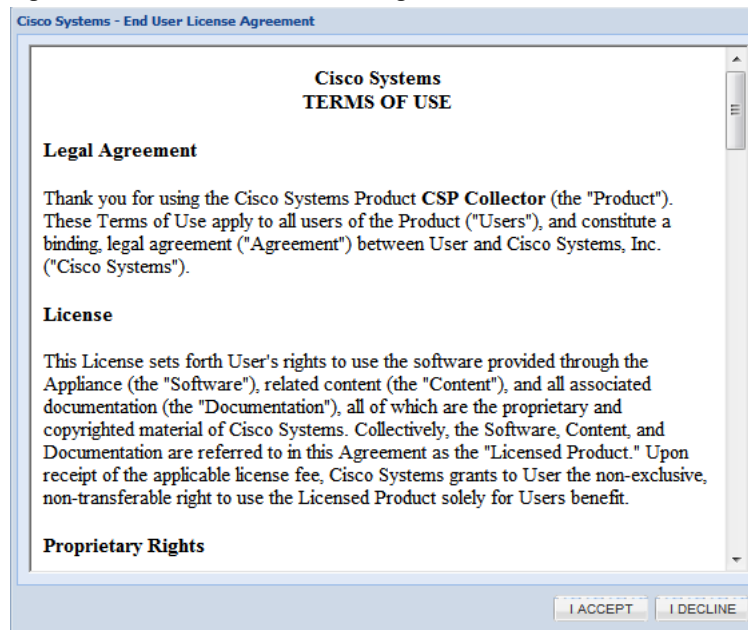 Cisco Systems - End User License Agreement
Cisco Systems
TERMS OF USE
Legal Agreement
Thank you for using the Cisco Systems Product CSP Collector (the "Product").
These Terms of Use apply to all users of the Product ("Users"), and constitute a
binding, legal agreement ("Agreement") between User and Cisco Systems, Inc.
("Cisco Systems").
License
This License sets forth User's rights to use the software provided through the
Appliance (the "Software"), related content (the "Content"), and all associated
documentation (the "Documentation"), all of which are the proprietary and
copyrighted material of Cisco Systems. Collectively, the Software, Content, and
Documentation are referred to in this Agreement as the "Licensed Product." Upon
receipt of the applicable license fee, Cisco Systems grants to User the non-exclusive,
non-transferable right to use the Licensed Product solely for Users benefit.
Proprietary Rights
I ACCEPT I DECLINE